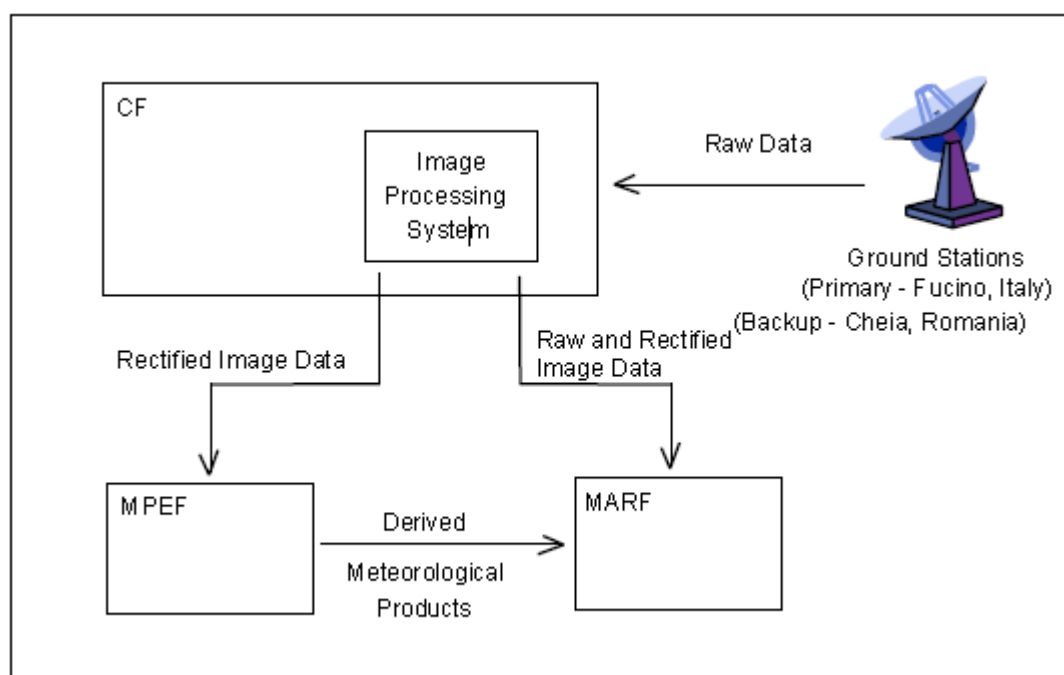 CF
Image
Processing
System
Raw Data
Ground Stations
(Primary - Fucino, Italy)
(Backup - Cheia, Romania)
Rectified Image Data
Raw and Rectified
Image Data
MPEF
Derived
Meteorological
Products
MARF